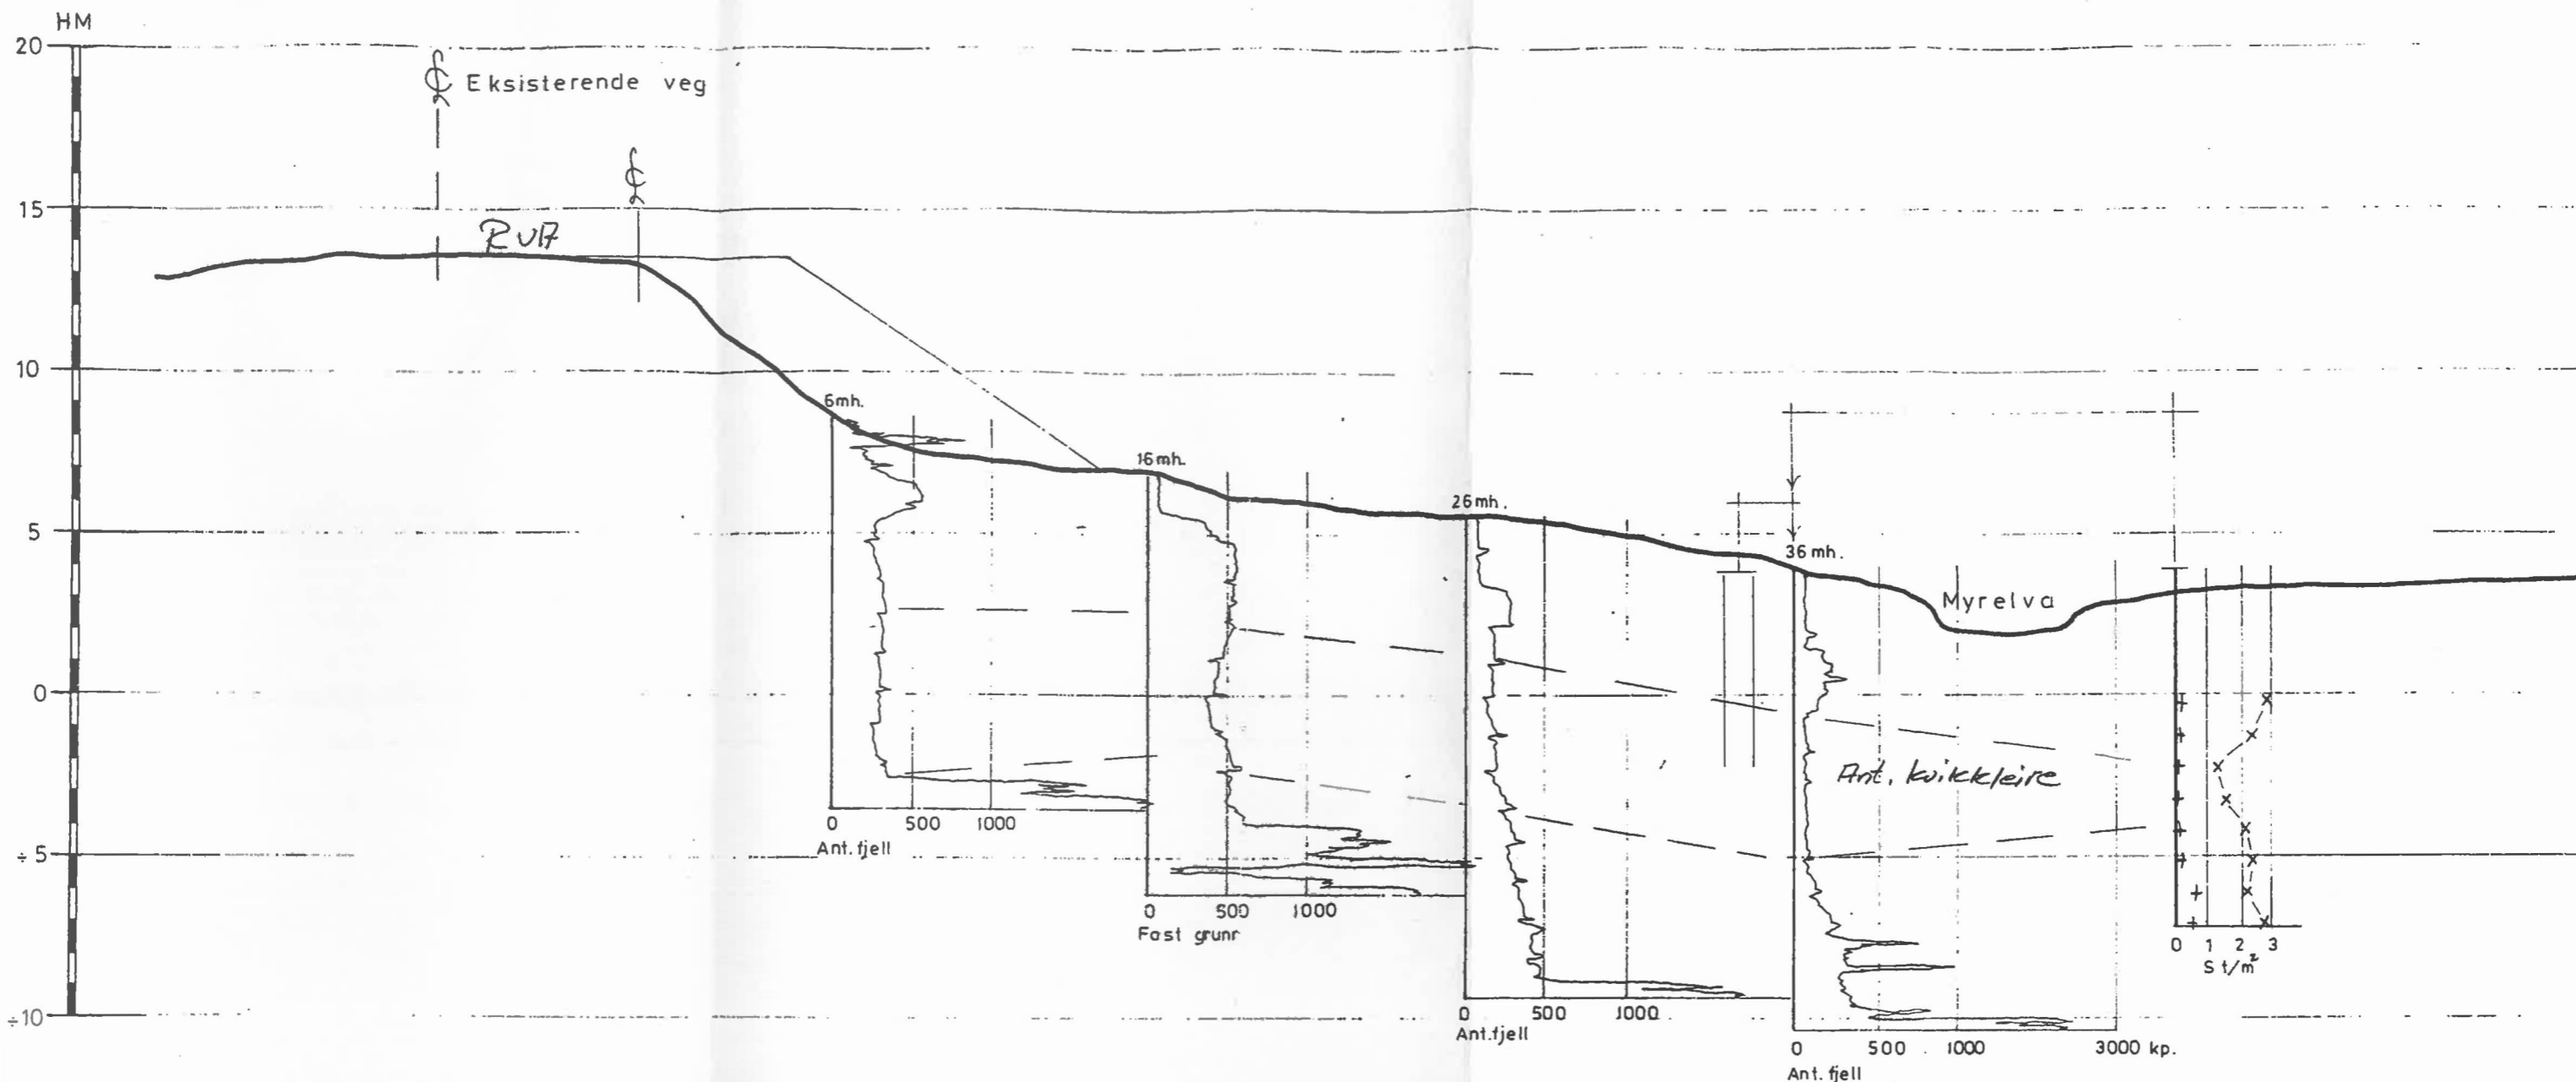 HM
20
Eksisterende veg
15
Rv17
10
6mh.
16mh.
26mh.
5
36mh.
Myrelva
0
Ant. kvikkleire
0 500 1000
Ant. fjell
÷5
0 500 1000
Fast grunn
0 1 2 3
S t/m²
0 500 1000
Ant. fjell
÷10
0 500 1000 3000 kp.
Ant. fjell